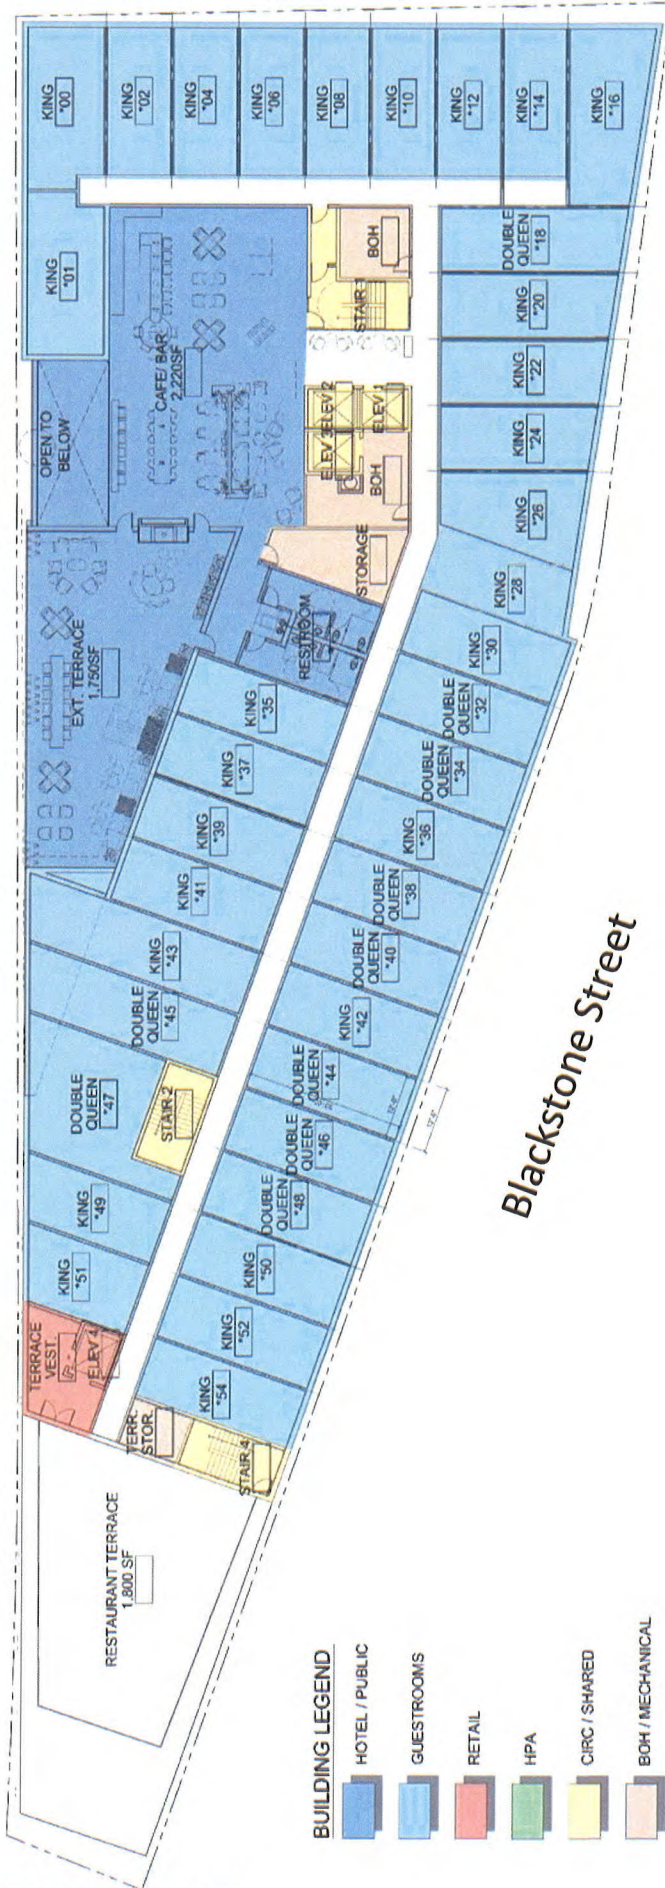 KING
*00
KING
*02
KING
*04
KING
*06
KING
*08
KING
*10
KING
*12
KING
*14
KING
*16
KING
*01
OPEN TO
BELOW
CAFE/ BAR
2,220SF
BOH
STAIR 1
ELEV 3
ELEV 2
ELEV 1
BOH
STORAGE
RESTROOM
EXT. TERRACE
1,750SF
DOUBLE
QUEEN
*18
KING
*20
KING
*22
KING
*24
KING
*26
KING
*28
KING
*30
DOUBLE
QUEEN
*32
DOUBLE
QUEEN
*34
KING
*36
DOUBLE
QUEEN
*38
DOUBLE
QUEEN
*40
KING
*42
DOUBLE
QUEEN
*44
DOUBLE
QUEEN
*46
DOUBLE
QUEEN
*48
KING
*50
KING
*52
KING
*54
KING
*35
KING
*37
KING
*39
KING
*41
KING
*43
DOUBLE
QUEEN
*45
DOUBLE
QUEEN
*47
STAIR 2
KING
*49
KING
*51
TERRACE
VEST.
ELEV 4
TERR.
STOR.
STAIR 4
RESTAURANT TERRACE
1,800 SF
Blackstone Street
BUILDING LEGEND
HOTEL / PUBLIC
GUESTROOMS
RETAIL
HPA
CIRC / SHARED
BOH / MECHANICAL